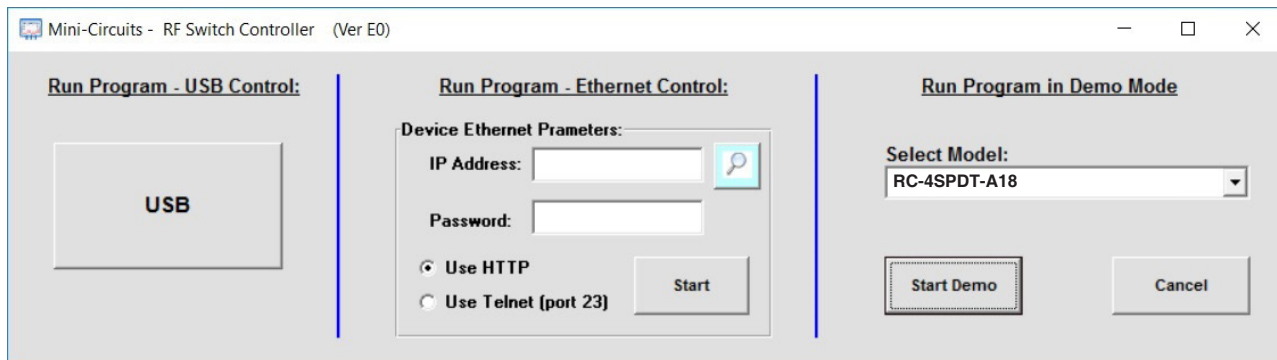 Mini-Circuits - RF Switch Controller (Ver E0)
Run Program - USB Control:
USB
Run Program - Ethernet Control:
Device Ethernet Prameters:
IP Address:
Password:
Use HTTP
Use Telnet (port 23)
Start
Run Program in Demo Mode
Select Model:
RC-4SPDT-A18
Start Demo
Cancel